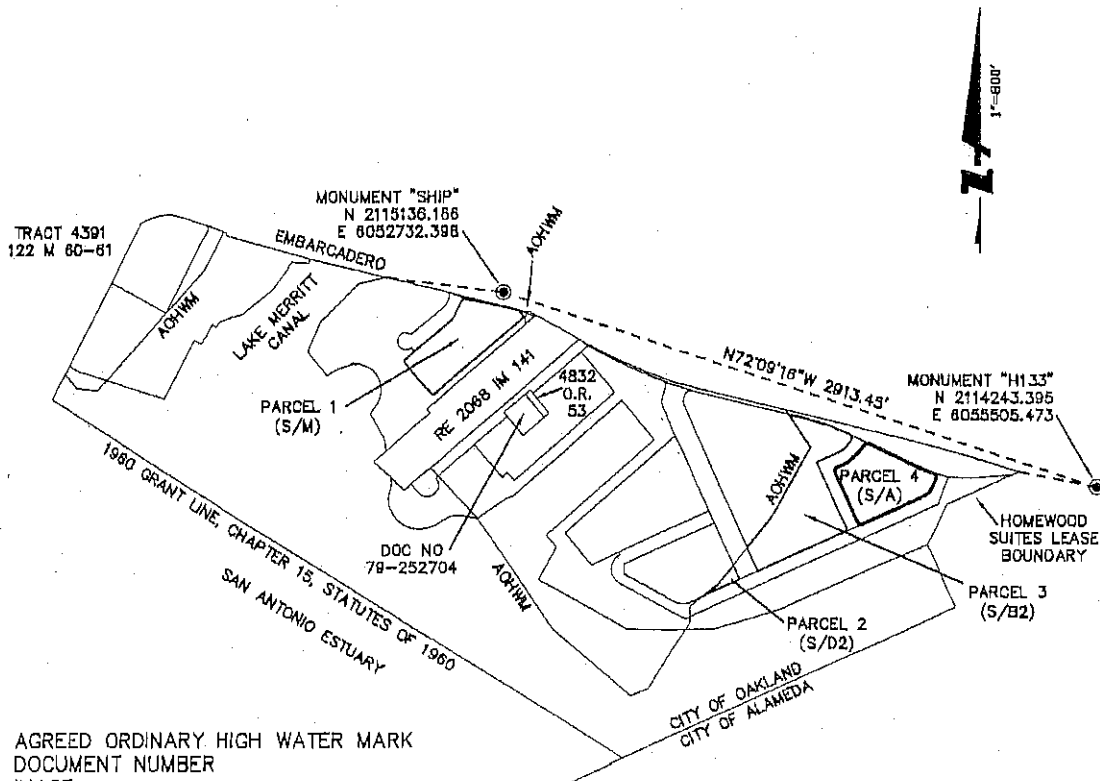 1"=800'
Z
MONUMENT "SHIP"
N 2115136.166
E 6052732.398
AOHWM
TRACT 4391
122 M 60-61
EMBARCADERO
AOHWM
LAKE MERRITT
CANAL
N72°09'16"W 2913.45'
MONUMENT "H133"
N 2114243.395
E 6055505.473
PARCEL 1
(S/M)
RE 2068 IM 141
4832
O.R.
53
PARCEL 4
(S/A)
AOHWM
HOMEWOOD
SUITES LEASE
BOUNDARY
1960 GRANT LINE, CHAPTER 15, STATUTES OF 1960
DOC NO
79-252704
AOHWM
PARCEL 3
(S/B2)
SAN ANTONIO ESTUARY
PARCEL 2
(S/D2)
CITY OF OAKLAND
CITY OF ALAMEDA
AGREED ORDINARY HIGH WATER MARK
DOCUMENT NUMBER